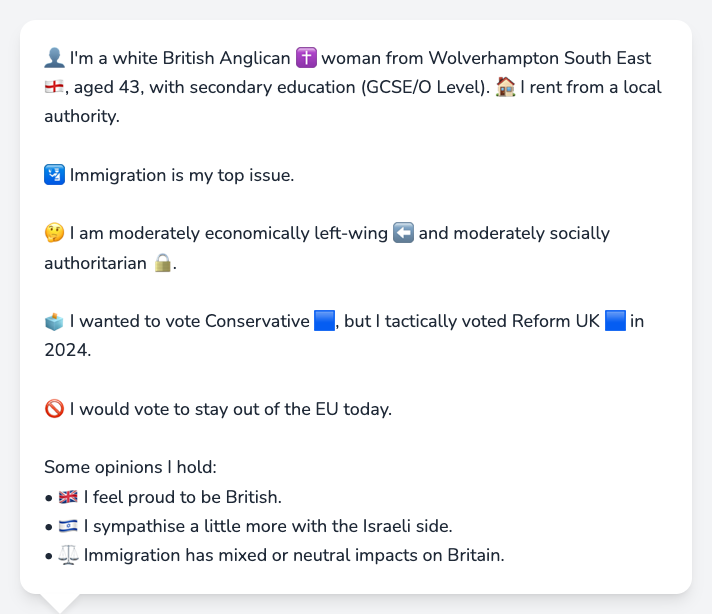 👤 I'm a white British Anglican ✝️ woman from Wolverhampton South East
🏴󠁧󠁢󠁥󠁮󠁧󠁿, aged 43, with secondary education (GCSE/O Level). 🏠 I rent from a local
authority.
🛂 Immigration is my top issue.
🤔 I am moderately economically left-wing ⬅️ and moderately socially
authoritarian 🔒.
🗳️ I wanted to vote Conservative 🟦, but I tactically voted Reform UK 🟦 in
2024.
🚫 I would vote to stay out of the EU today.
Some opinions I hold:
• 🇬🇧 I feel proud to be British.
• 🇮🇱 I sympathise a little more with the Israeli side.
• ⚖️ Immigration has mixed or neutral impacts on Britain.